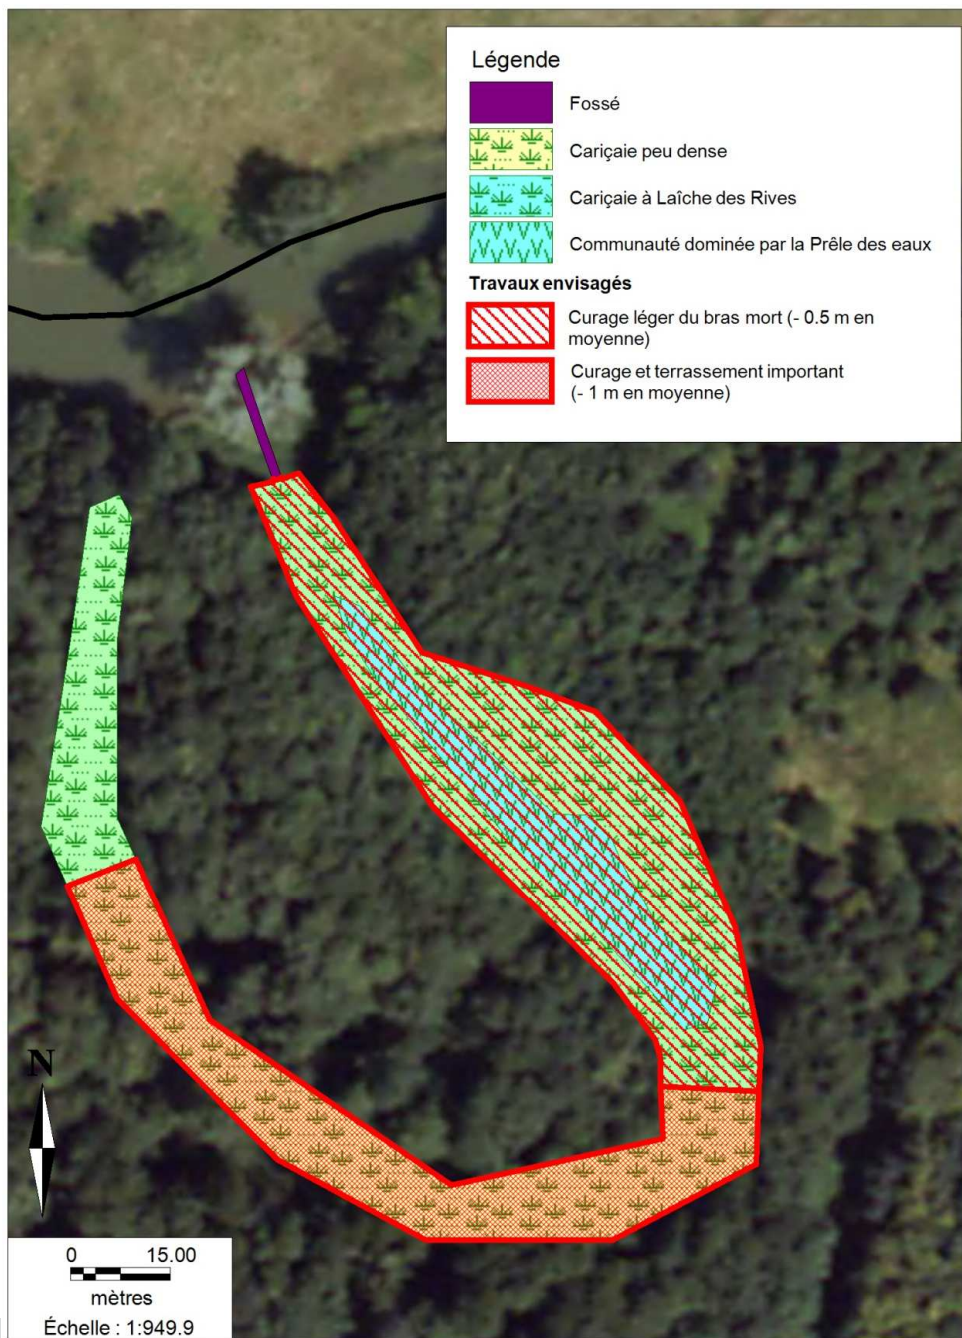 Légende
Fossé
Cariçaie peu dense
Cariçaie à Laîche des Rives
Communauté dominée par la Prêle des eaux
Travaux envisagés
Curage léger du bras mort (- 0.5 m en
moyenne)
Curage et terrassement important
(- 1 m en moyenne)
N
0 15.00
mètres
Échelle : 1:949.9